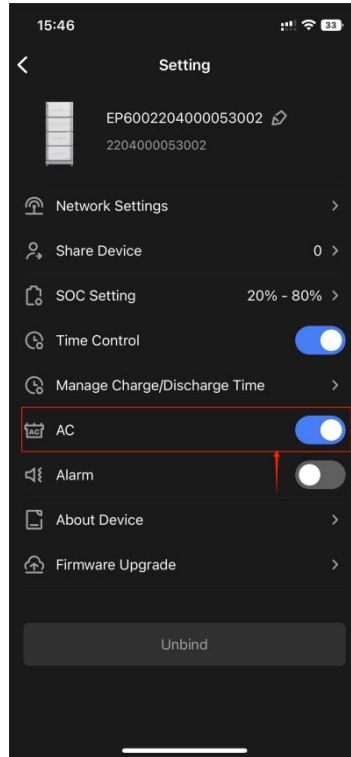 15:46
33
Setting
EP6002204000053002
2204000053002
Network Settings
Share Device 0
SOC Setting 20% - 80%
Time Control
Manage Charge/Discharge Time
AC AC
Alarm
About Device
Firmware Upgrade
Unbind